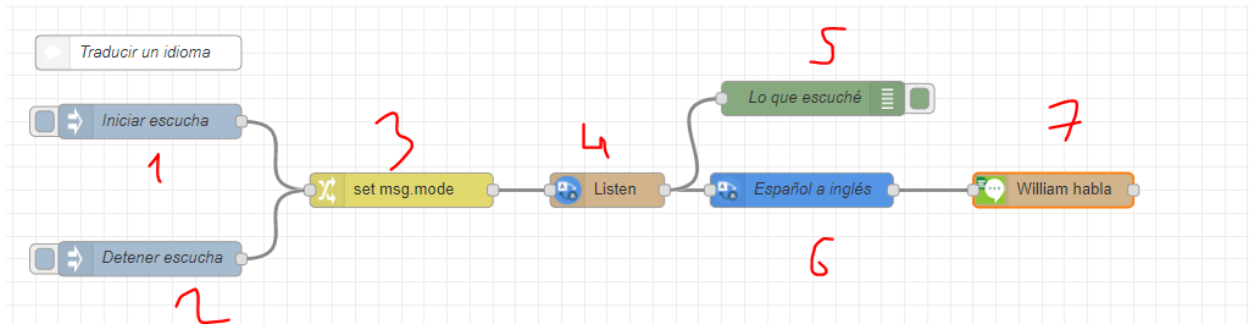 5
Traducir un idioma
Lo que escuché
7
Iniciar escucha
3
4
1
set msg.mode
Listen
Español a inglés
William habla
Detener escucha
6
2